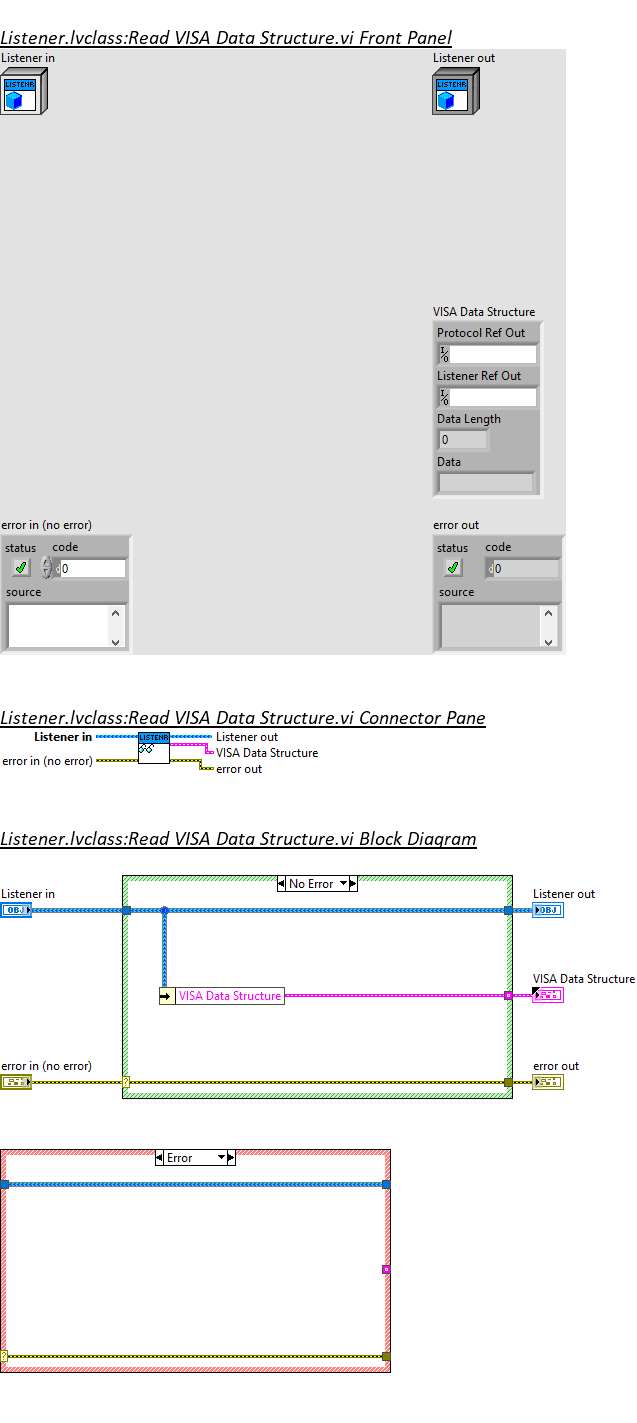 Listener.lvclass:Read VISA Data Structure.vi Front Panel
Listener in
Listener out
LISTENR
LISTENR
VISA Data Structure
Protocol Ref Out
I/O
Listener Ref Out
I/O
Data Length
0
Data
error in (no error)
error out
status code
status code
d 0
d 0
source
source
Listener.lvclass:Read VISA Data Structure.vi Connector Pane
Listener in
LISTENR
Listener out
VISA Data Structure
error in (no error)
error out
Listener.lvclass:Read VISA Data Structure.vi Block Diagram
No Error
Listener in
Listener out
OBJ
OBJ
VISA Data Structure
VISA Data Structure
error in (no error)
error out
?
Error
?